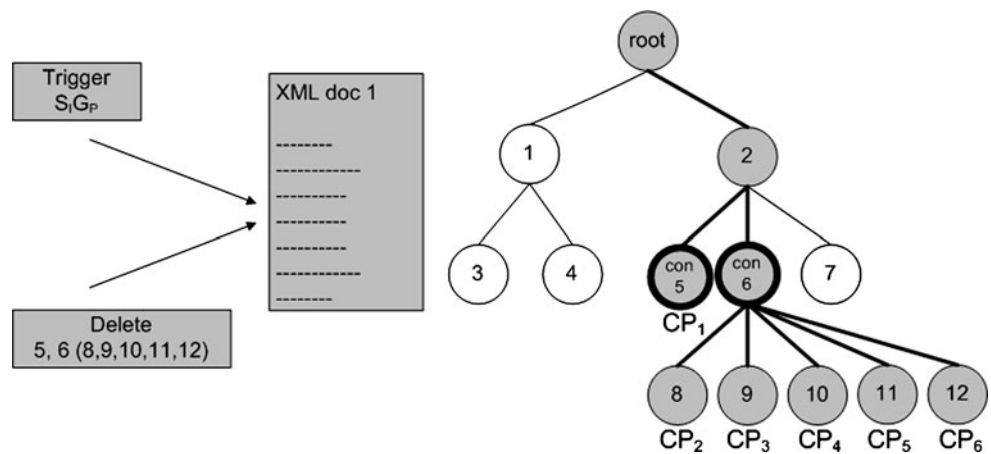 Trigger
SIGP
XML doc 1
--------
------------
----------
----------
----------
------------
--------
Delete
5, 6 (8,9,10,11,12)
root
1
2
3
4
con
5
con
6
7
CP1
8
9
10
11
12
CP2
CP3
CP4
CP5
CP6